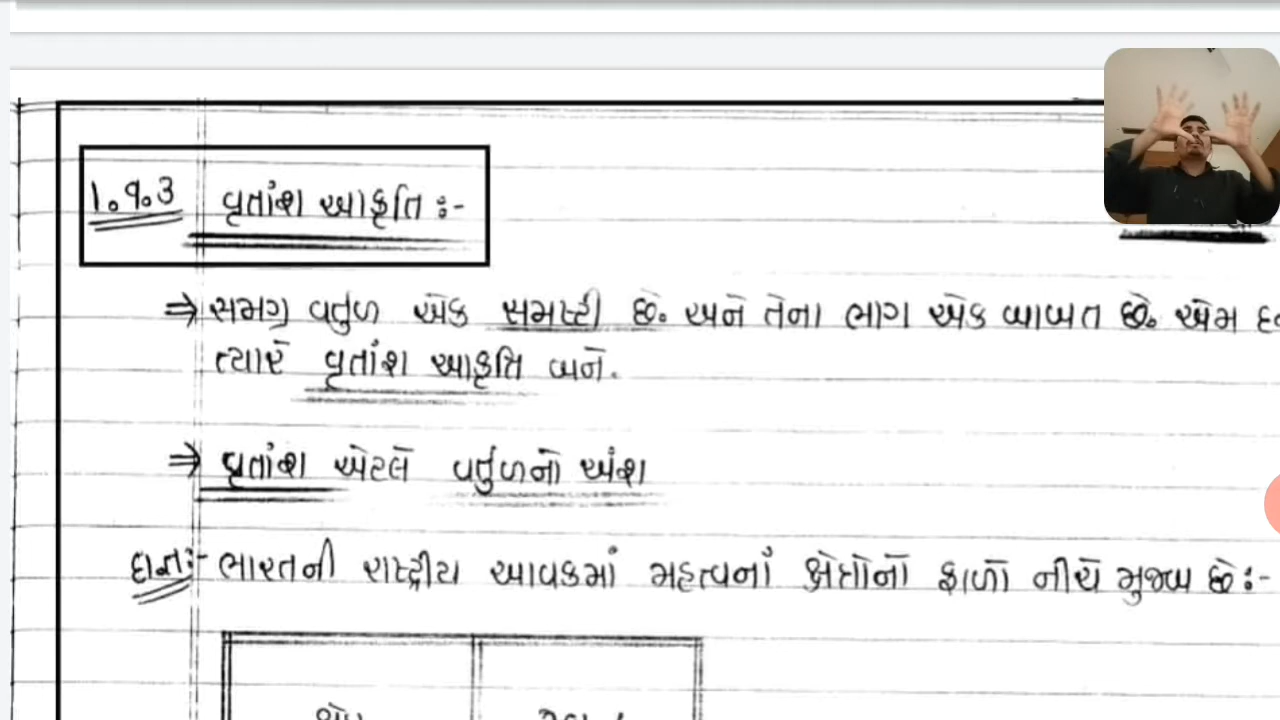 1.9.3 વૃતાંશ આકૃતિ :-
⇒ સમગ્ર વર્તુળ એક સમષ્ટી છે. અને તેના ભાગ એક બાબત છે. એમ
ત્યારે વૃતાંશ આકૃતિ બને.
⇒ વૃતાંશ એટલે વર્તુળનો અંશ
દા.ત:- ભારતની રાષ્ટ્રીય આવકમાં મહત્વનાં ક્ષેત્રોનો ફાળો નીચે મુજબ છે:-